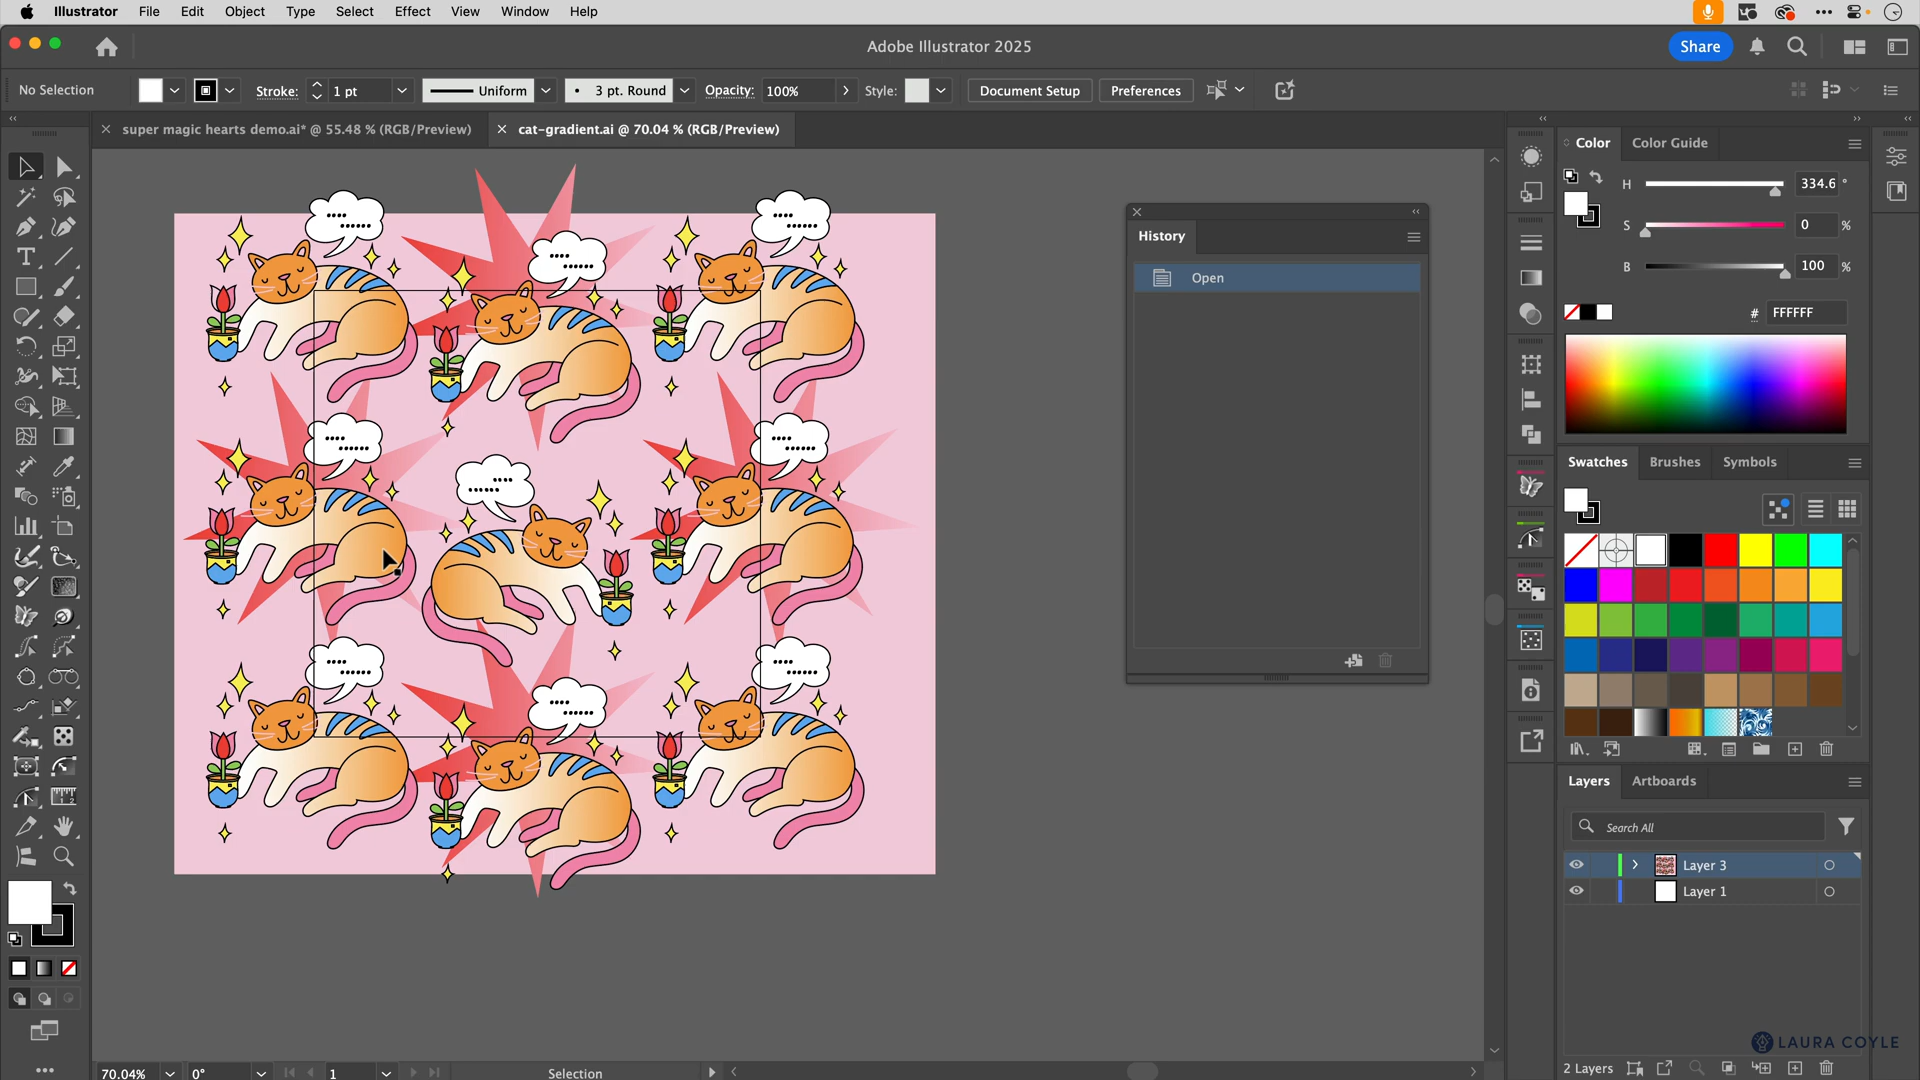 Illustrator File Edit Object Type Select Effect View Window Help
Adobe Illustrator 2025
Share
No Selection
Stroke:
1 pt
Uniform
3 pt. Round
Opacity:
100%
Style:
Document Setup
Preferences
super magic hearts demo.ai* @ 55.48 % (RGB/Preview)
cat-gradient.ai @ 70.04 % (RGB/Preview)
History
Open
Color
Color Guide
H
334.6 °
S
0 %
B
100 %
# FFFFFF
Swatches
Brushes
Symbols
Layers
Artboards
Search All
Layer 3
Layer 1
LAURA COYLE
2 Layers
70.04%
0°
1
Selection